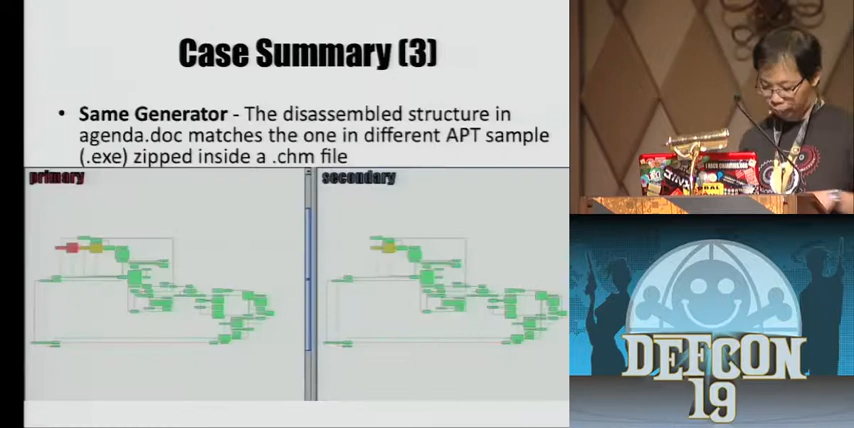 Case Summary (3)
• Same Generator - The disassembled structure in
agenda.doc matches the one in different APT sample
(.exe) zipped inside a .chm file
primary
secondary
DEFCON
19